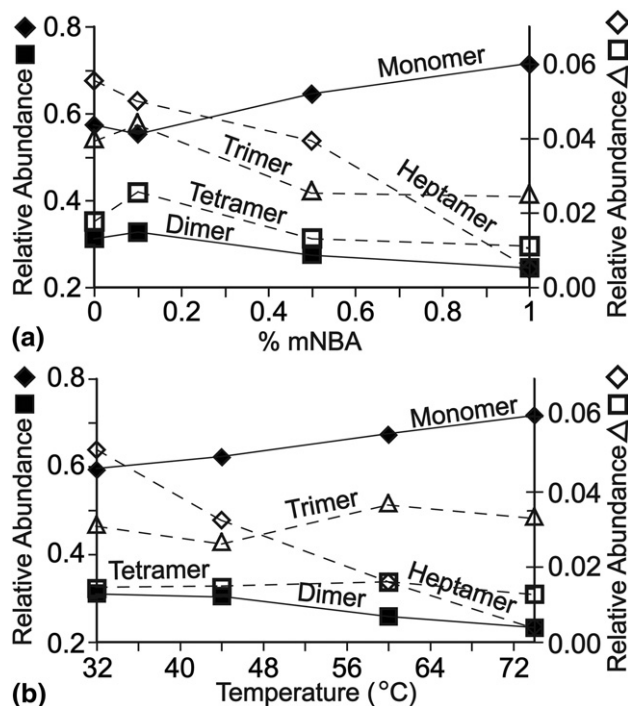 Relative Abundance
0.8
0.6
0.4
0.2
Monomer
Trimer
Tetramer
Dimer
Heptamer
0.06
0.04
0.02
0.00
Relative Abundance
0 0.2 0.4 0.6 0.8 1
% mNBA
(a)
Relative Abundance
0.8
0.6
0.4
0.2
Monomer
Trimer
Tetramer
Dimer
Heptamer
0.06
0.04
0.02
0.00
Relative Abundance
32 40 48 56 64 72
Temperature (°C)
(b)